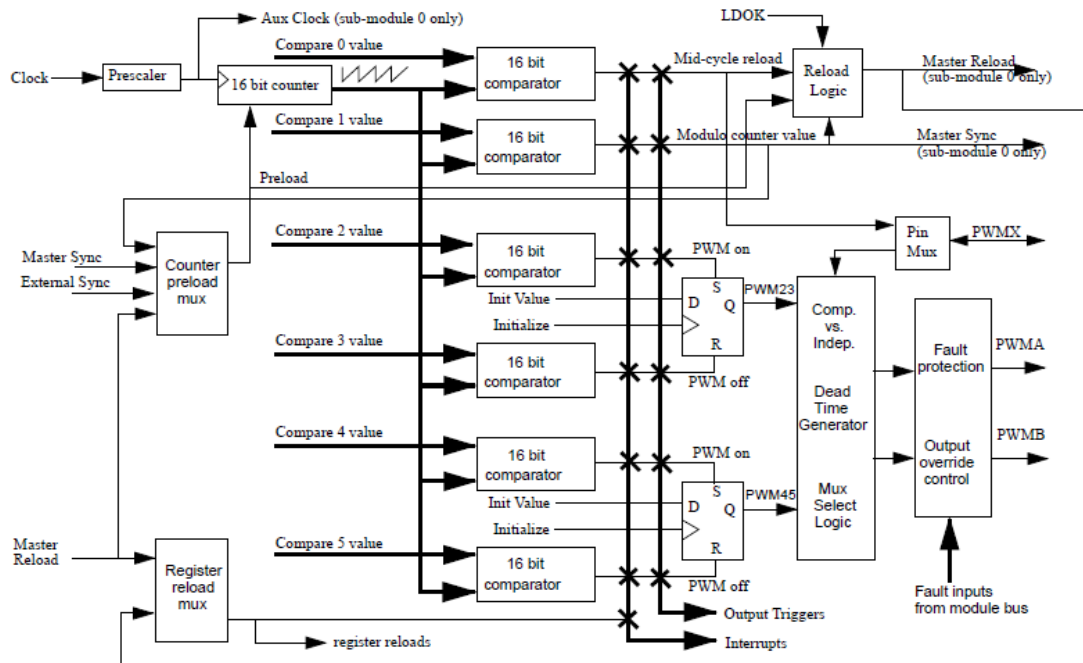 Aux Clock (sub-module 0 only)
LDOK
Compare 0 value
Clock
Prescaler
16 bit counter
16 bit
comparator
Mid-cycle reload
Reload
Logic
Master Reload
(sub-module 0 only)
Compare 1 value
16 bit
comparator
Modulo counter value
Master Sync
(sub-module 0 only)
Preload
Compare 2 value
Master Sync
External Sync
Counter
preload
mux
16 bit
comparator
PWM on
Pin
Mux
PWMX
Init Value
Initialize
D
S
Q
R
PWM23
Compare 3 value
16 bit
comparator
PWM off
Comp.
vs.
Indep.
Dead
Time
Generator
Mux
Select
Logic
Fault
protection
Output
override
control
PWMA
PWMB
Compare 4 value
16 bit
comparator
PWM on
Init Value
Initialize
D
S
Q
R
PWM45
Master
Reload
Register
reload
mux
Compare 5 value
16 bit
comparator
PWM off
Fault inputs
from module bus
Output Triggers
register reloads
Interrupts